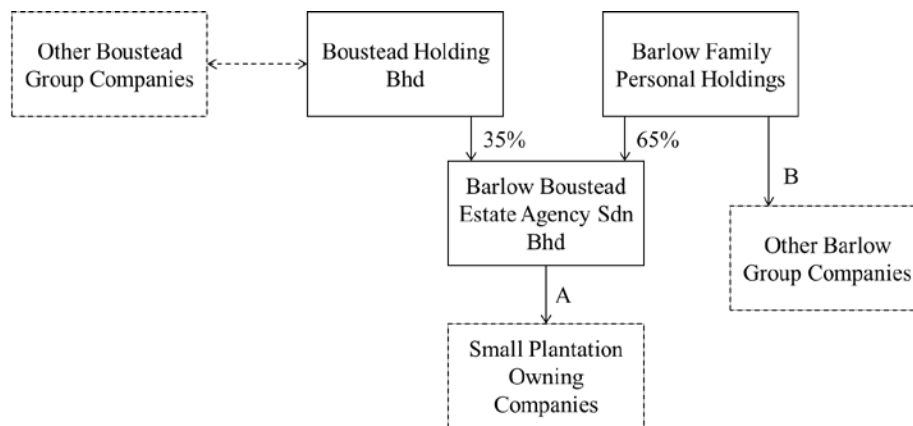 Other Boustead
Group Companies
Boustead Holding
Bhd
Barlow Family
Personal Holdings
35%
65%
Barlow Boustead
Estate Agency Sdn
Bhd
B
Other Barlow
Group Companies
A
Small Plantation
Owning
Companies